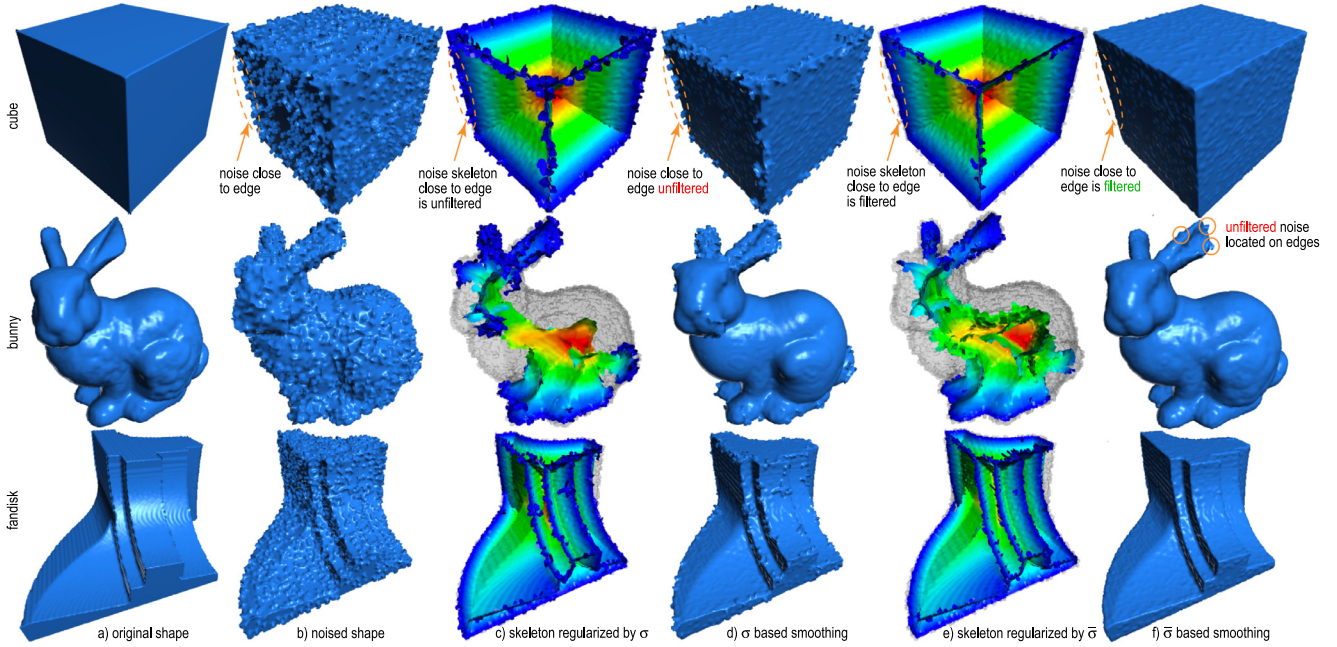 cube
noise close
to edge
noise skeleton
close to edge
is unfiltered
noise close to
edge unfiltered
noise skeleton
close to edge
is filtered
noise close to
edge is filtered
bunny
unfiltered noise
located on edges
fandisk
a) original shape
b) noised shape
c) skeleton regularized by σ
d) σ based smoothing
e) skeleton regularized by σ̅
f) σ̅ based smoothing